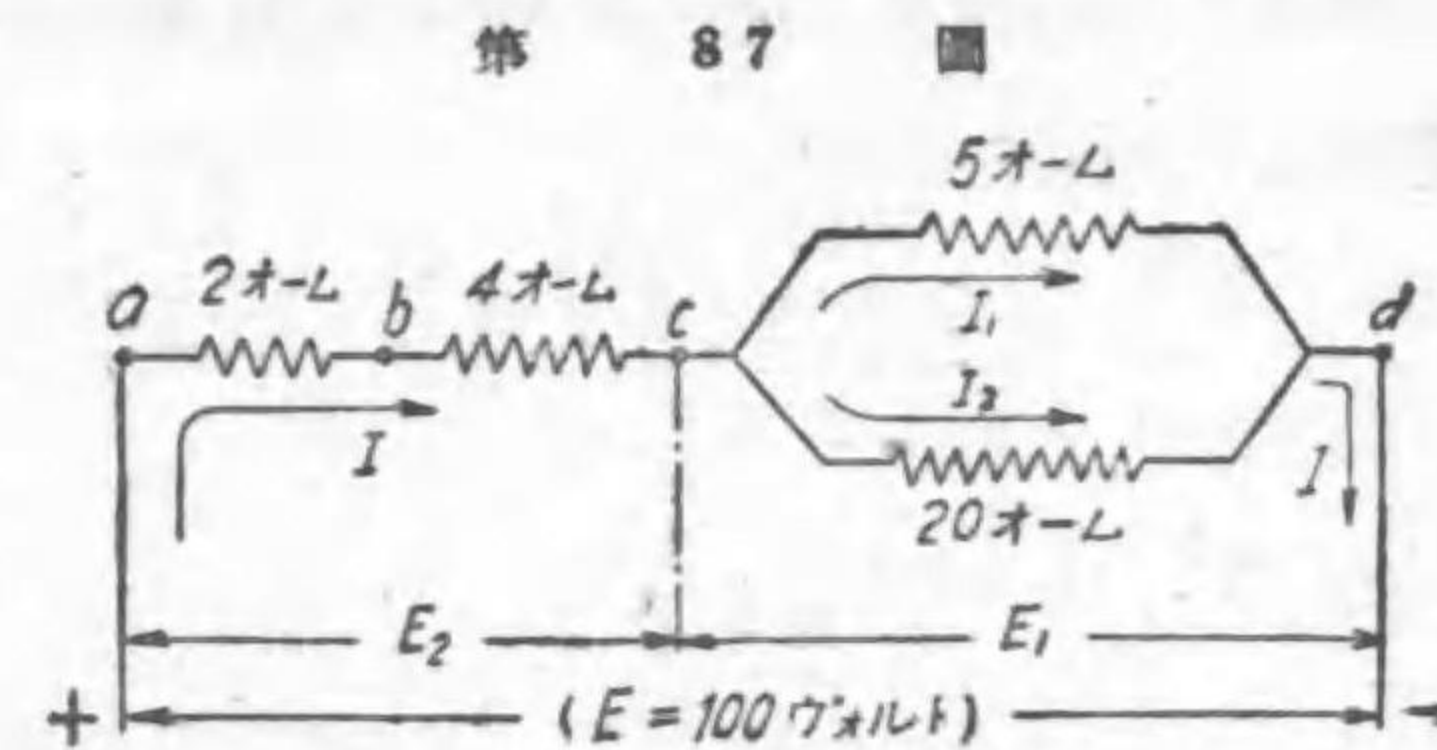 第 87 圖
5オーム
2オーム 4オーム
a b c d
I₁
I₂
I I
20オーム
E₂ E₁
+ (E=100ヴォルト) -